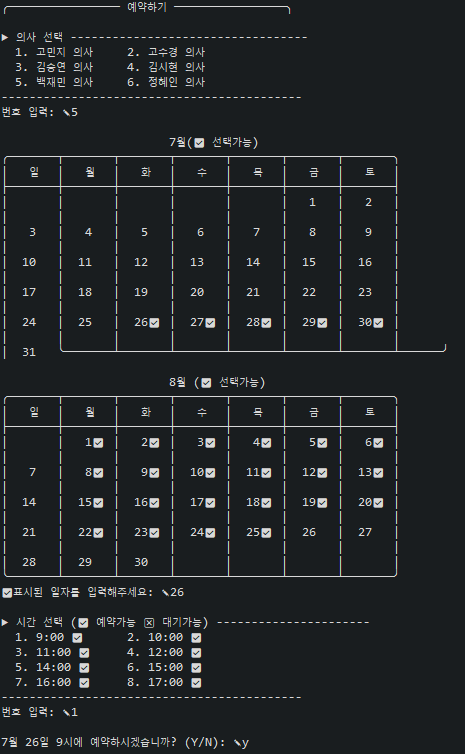 예약하기
▶ 의사 선택 ----------------------------------
1. 고민지 의사 2. 고수경 의사
3. 김승연 의사 4. 김시현 의사
5. 백재민 의사 6. 정혜인 의사
-------------------------------------------
번호 입력: ✎5
7월(☑ 선택가능)
일 월 화 수 목 금 토
1 2
3 4 5 6 7 8 9
10 11 12 13 14 15 16
17 18 19 20 21 22 23
24 25 26☑ 27☑ 28☑ 29☑ 30☑
31
8월 (☑ 선택가능)
일 월 화 수 목 금 토
1☑ 2☑ 3☑ 4☑ 5☑ 6☑
7 8☑ 9☑ 10☑ 11☑ 12☑ 13☑
14 15☑ 16☑ 17☑ 18☑ 19☑ 20☑
21 22☑ 23☑ 24☑ 25☑ 26 27
28 29 30
☑표시된 일자를 입력해주세요: ✎26
▶ 시간 선택 (☑ 예약가능 ☒ 대기가능) ----------------------
1. 9:00 ☑ 2. 10:00 ☑
3. 11:00 ☑ 4. 12:00 ☑
5. 14:00 ☑ 6. 15:00 ☑
7. 16:00 ☑ 8. 17:00 ☑
-------------------------------------------
번호 입력: ✎1
7월 26일 9시에 예약하시겠습니까? (Y/N): ✎y